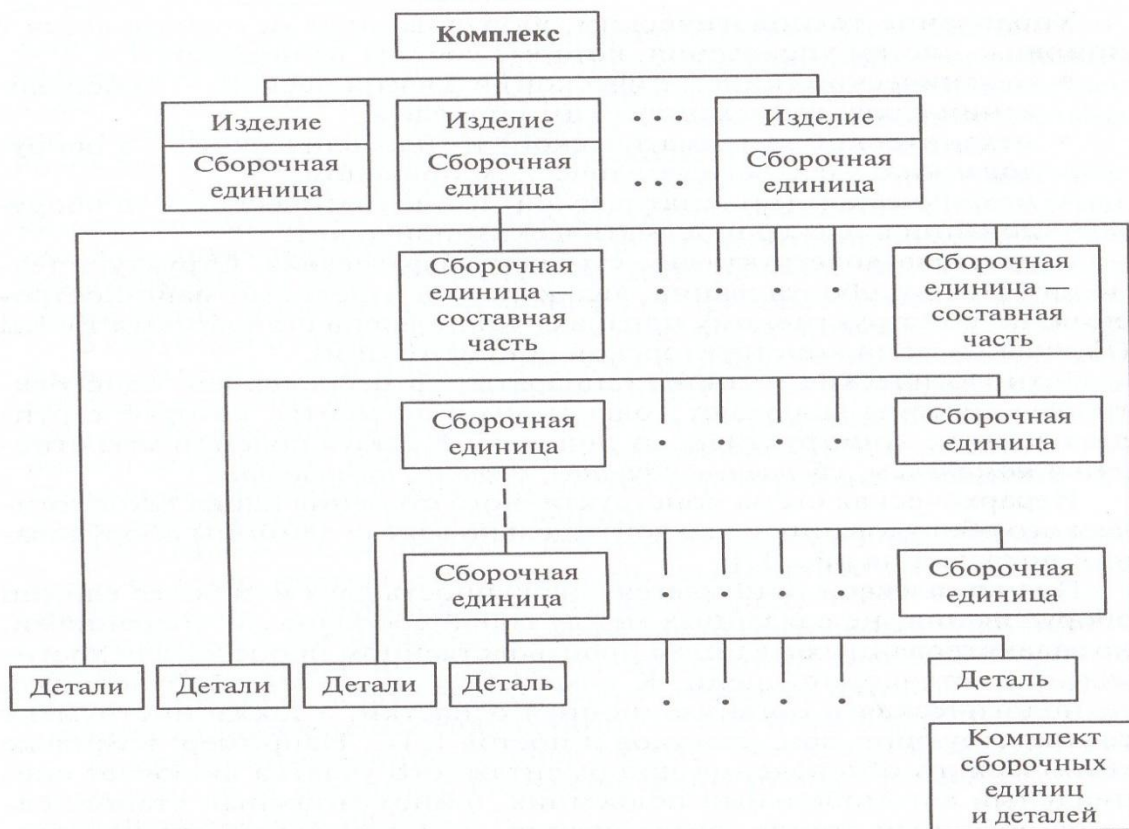 Комплекс
Изделие
Изделие
Изделие
Сборочная
единица
Сборочная
единица
Сборочная
единица
Сборочная
единица —
составная
часть
Сборочная
единица —
составная
часть
Сборочная
единица
Сборочная
единица
Сборочная
единица
Сборочная
единица
Детали
Детали
Детали
Деталь
Деталь
Комплект
сборочных
единиц
и деталей